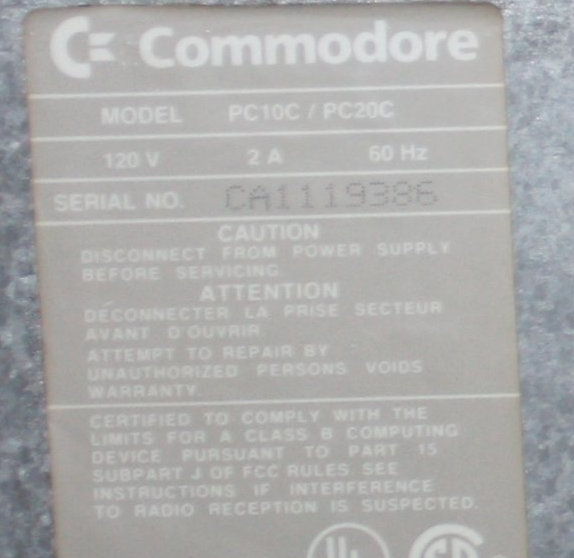 Commodore
MODEL PC10C / PC20C
120 V 2 A 60 Hz
SERIAL NO. CA1119386
CAUTION
DISCONNECT FROM POWER SUPPLY
BEFORE SERVICING.
ATTENTION
DÉCONNECTER LA PRISE SECTEUR
AVANT D'OUVRIR.
ATTEMPT TO REPAIR BY
UNAUTHORIZED PERSONS VOIDS
WARRANTY.
CERTIFIED TO COMPLY WITH THE
LIMITS FOR A CLASS B COMPUTING
DEVICE PURSUANT TO PART 15
SUBPART J OF FCC RULES. SEE
INSTRUCTIONS IF INTERFERENCE
TO RADIO RECEPTION IS SUSPECTED.
UL